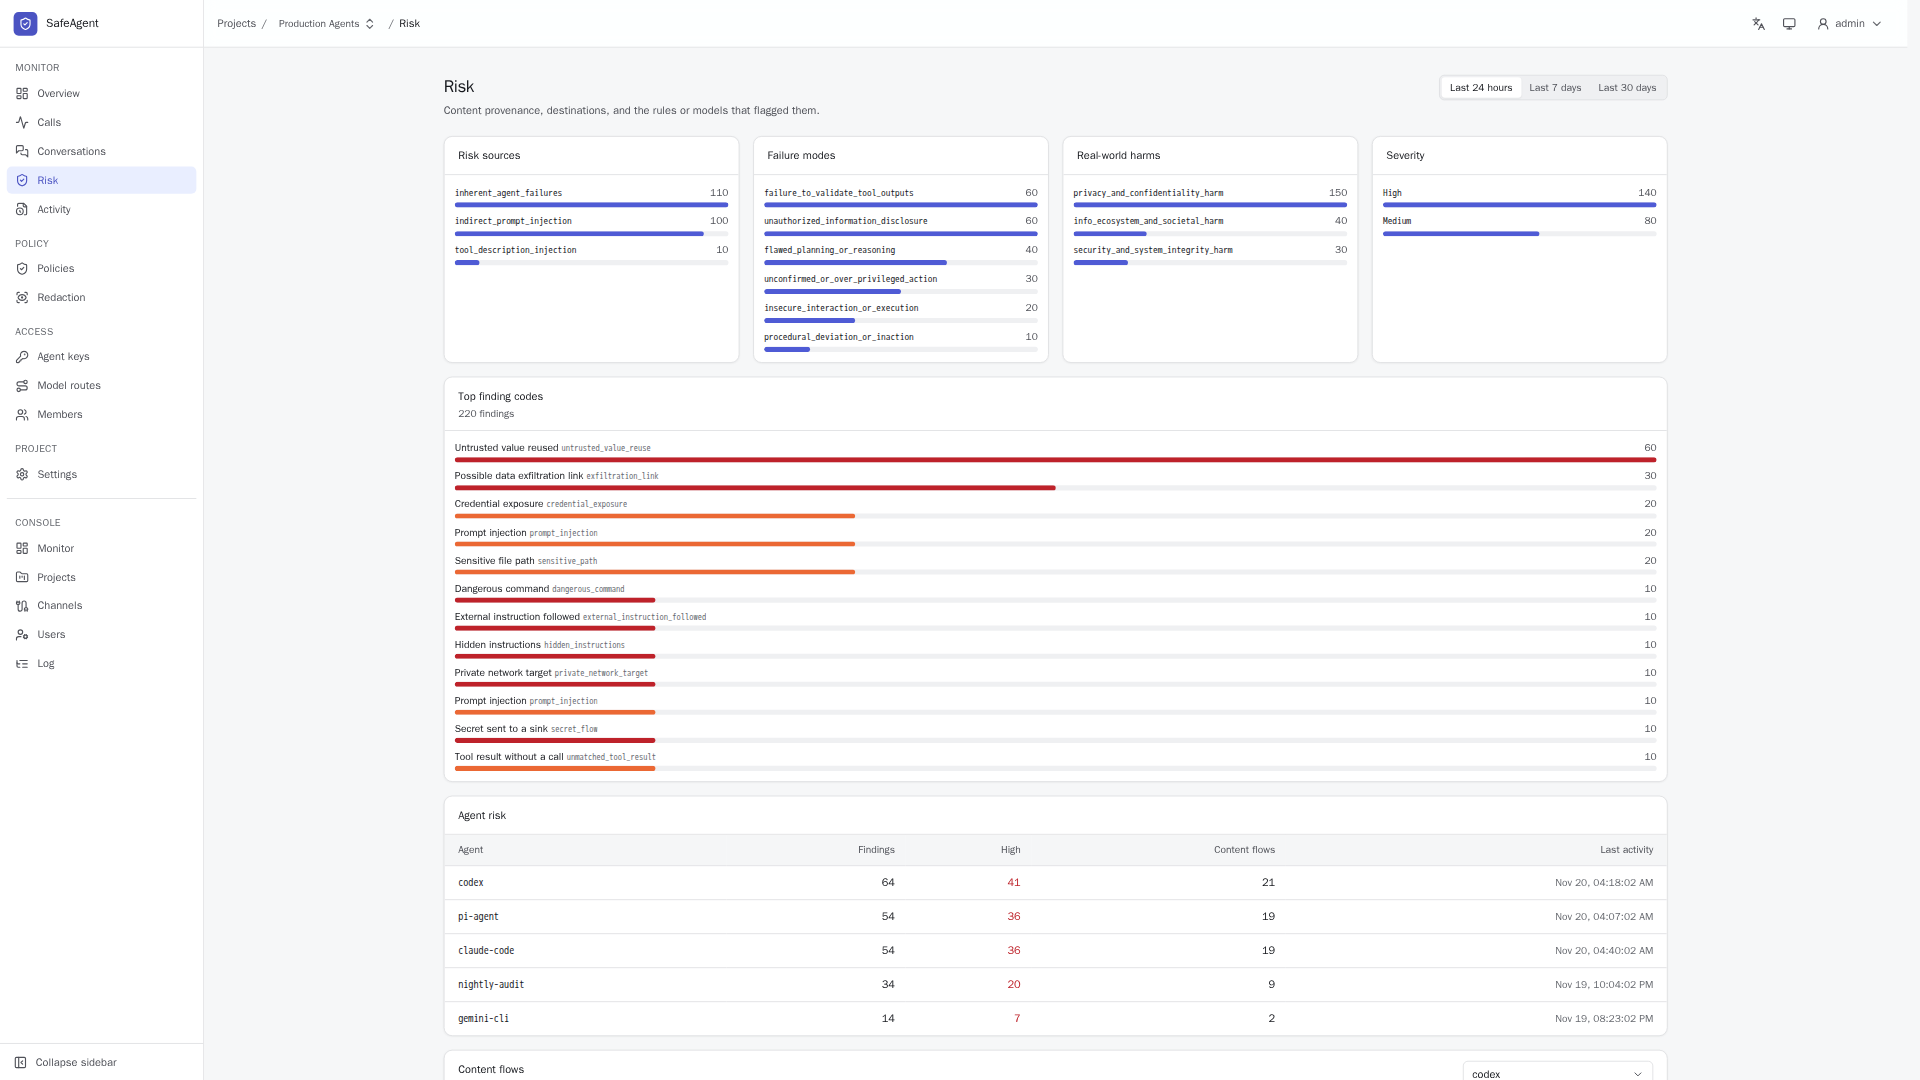 SafeAgent
Projects / Production Agents / Risk
admin
MONITOR
Overview
Calls
Conversations
Risk
Activity
POLICY
Policies
Redaction
ACCESS
Agent keys
Model routes
Members
PROJECT
Settings
CONSOLE
Monitor
Projects
Channels
Users
Log
Collapse sidebar
Risk
Content provenance, destinations, and the rules or models that flagged them.
Last 24 hours Last 7 days Last 30 days
Risk sources
inherent_agent_failures 110
indirect_prompt_injection 100
tool_description_injection 10
Failure modes
failure_to_validate_tool_outputs 60
unauthorized_information_disclosure 60
flawed_planning_or_reasoning 40
unconfirmed_or_over_privileged_action 30
insecure_interaction_or_execution 20
procedural_deviation_or_inaction 10
Real-world harms
privacy_and_confidentiality_harm 150
info_ecosystem_and_societal_harm 40
security_and_system_integrity_harm 30
Severity
High 140
Medium 80
Top finding codes
220 findings
Untrusted value reused untrusted_value_reuse 60
Possible data exfiltration link exfiltration_link 30
Credential exposure credential_exposure 20
Prompt injection prompt_injection 20
Sensitive file path sensitive_path 20
Dangerous command dangerous_command 10
External instruction followed external_instruction_followed 10
Hidden instructions hidden_instructions 10
Private network target private_network_target 10
Prompt injection prompt_injection 10
Secret sent to a sink secret_flow 10
Tool result without a call unmatched_tool_result 10
Agent risk
Agent Findings High Content flows Last activity
codex 64 41 21 Nov 20, 04:18:02 AM
pi-agent 54 36 19 Nov 20, 04:07:02 AM
claude-code 54 36 19 Nov 20, 04:40:02 AM
nightly-audit 34 20 9 Nov 19, 10:04:02 PM
gemini-cli 14 7 2 Nov 19, 08:23:02 PM
Content flows
codex